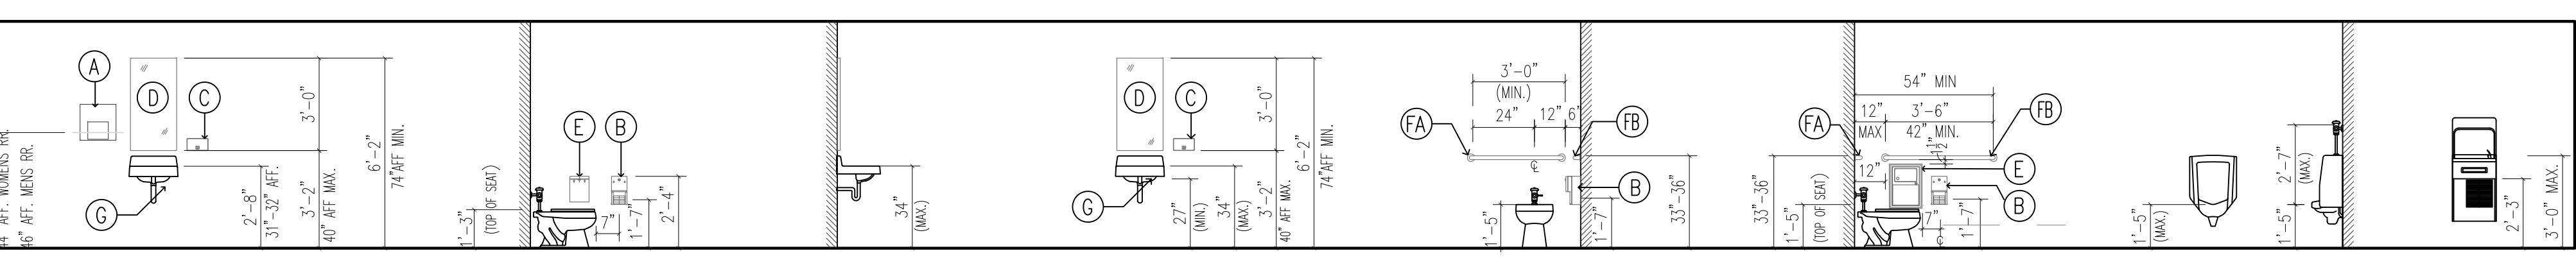 44" AFF. WOMENS RR.
46" AFF. MENS RR.
A
D
C
G
2'-8"
31"-32" AFF.
3'-0"
3'-2"
40" AFF MAX.
6'-2"
74"AFF MIN.
1'-3"
(TOP OF SEAT)
E
B
7"
1'-7"
2'-4"
34"
(MAX.)
D
C
G
27"
(MIN.)
34"
(MAX.)
3'-0"
3'-2"
40" AFF MAX.
6'-2"
74"AFF MIN.
3'-0"
(MIN.)
24"
12"
6"
FA
FB
B
℄
1'-5"
1'-7"
33"-36"
33"-36"
1'-5"
(TOP OF SEAT)
54" MIN
12"
MAX
3'-6"
42" MIN.
FA
FB
1 1/2"
12"
E
B
7"
℄
1'-7"
1'-5"
(MAX.)
2'-7"
(MAX.)
1'-5"
2'-3"
3'-0" MAX.